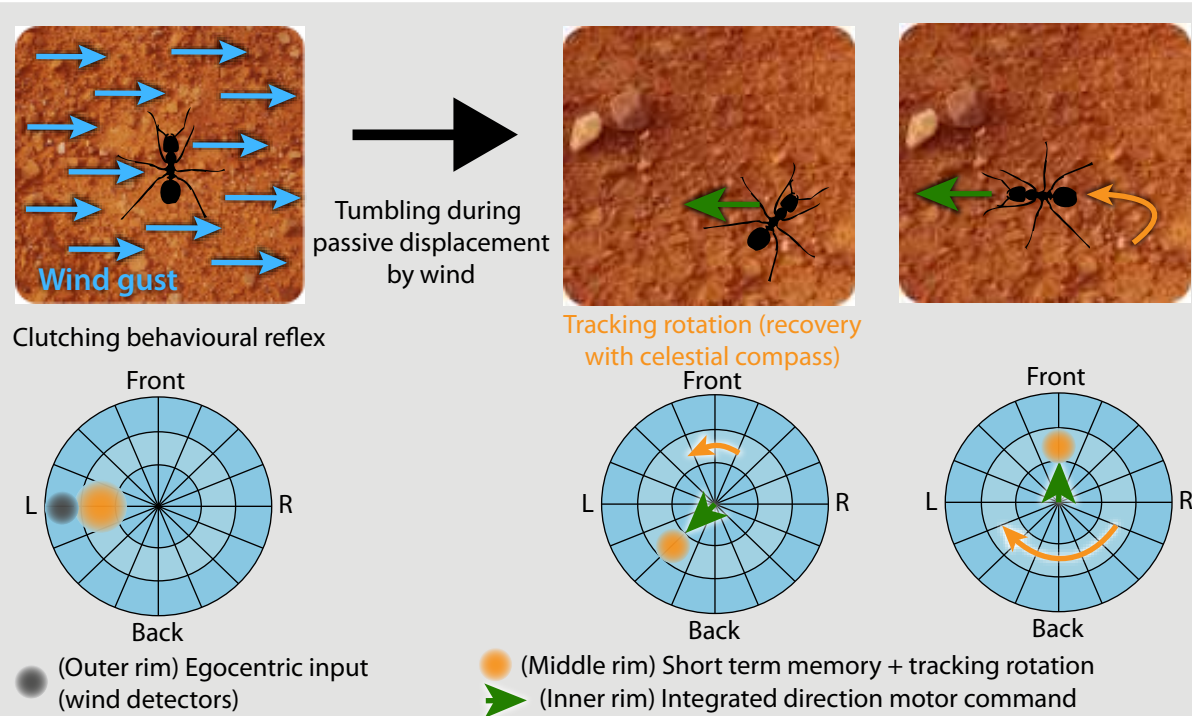 Wind gust
Tumbling during
passive displacement
by wind
Clutching behavioural reflex
Tracking rotation (recovery
with celestial compass)
Front
L
R
Back
Front
L
R
Back
Front
L
R
Back
(Outer rim) Egocentric input
(wind detectors)
(Middle rim) Short term memory + tracking rotation
(Inner rim) Integrated direction motor command